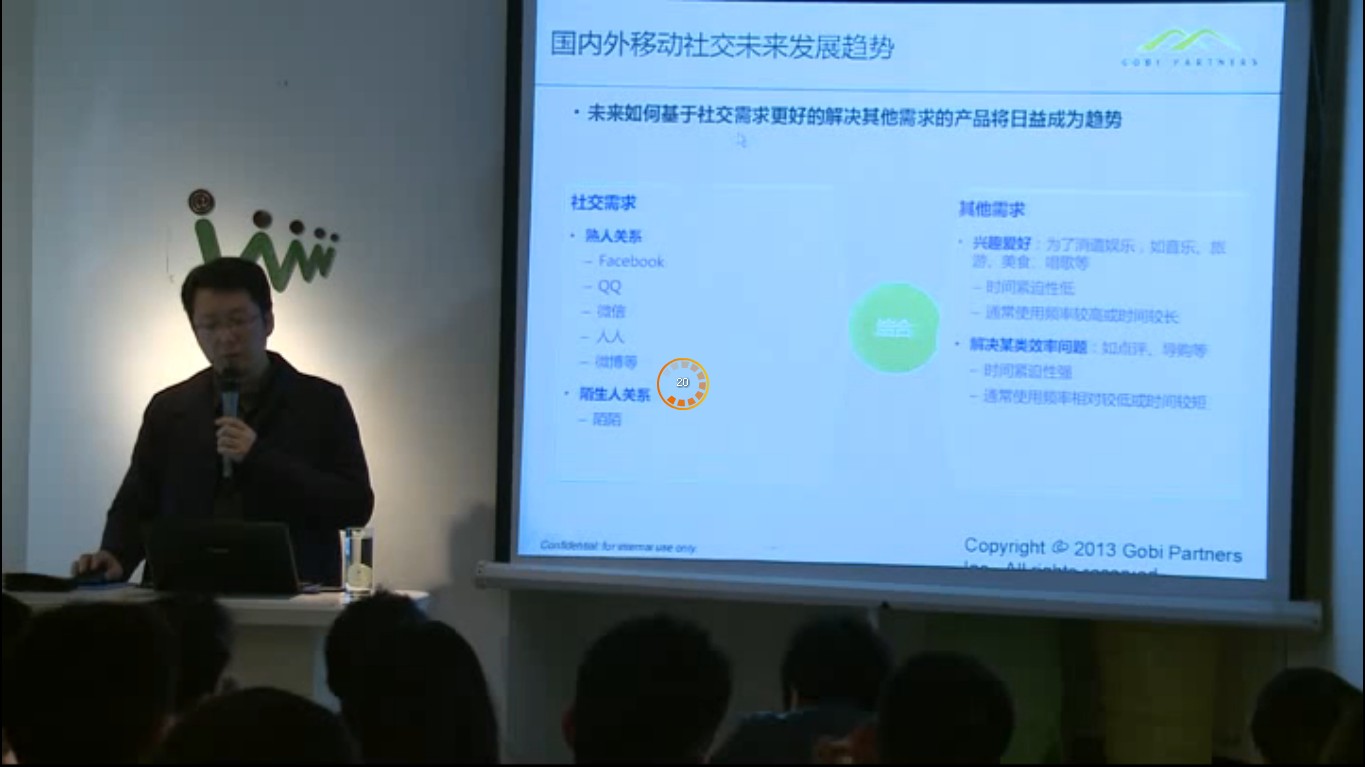 国内外移动社交未来发展趋势
GOBI PARTNERS
• 未来如何基于社交需求更好的解决其他需求的产品将日益成为趋势
社交需求
• 熟人关系
– Facebook
– QQ
– 微信
– 人人
– 微博等
• 陌生人关系
– 陌陌
20
其他需求
• 兴趣爱好：为了消遣娱乐，如音乐、旅
游、美食、唱歌等
– 时间紧迫性低
– 通常使用频率较高或时间较长
• 解决某类效率问题：如点评、导购等
– 时间紧迫性强
– 通常使用频率相对较低或时间较短
Confidential: for internal use only.
Copyright © 2013 Gobi Partners
Inc. All rights reserved